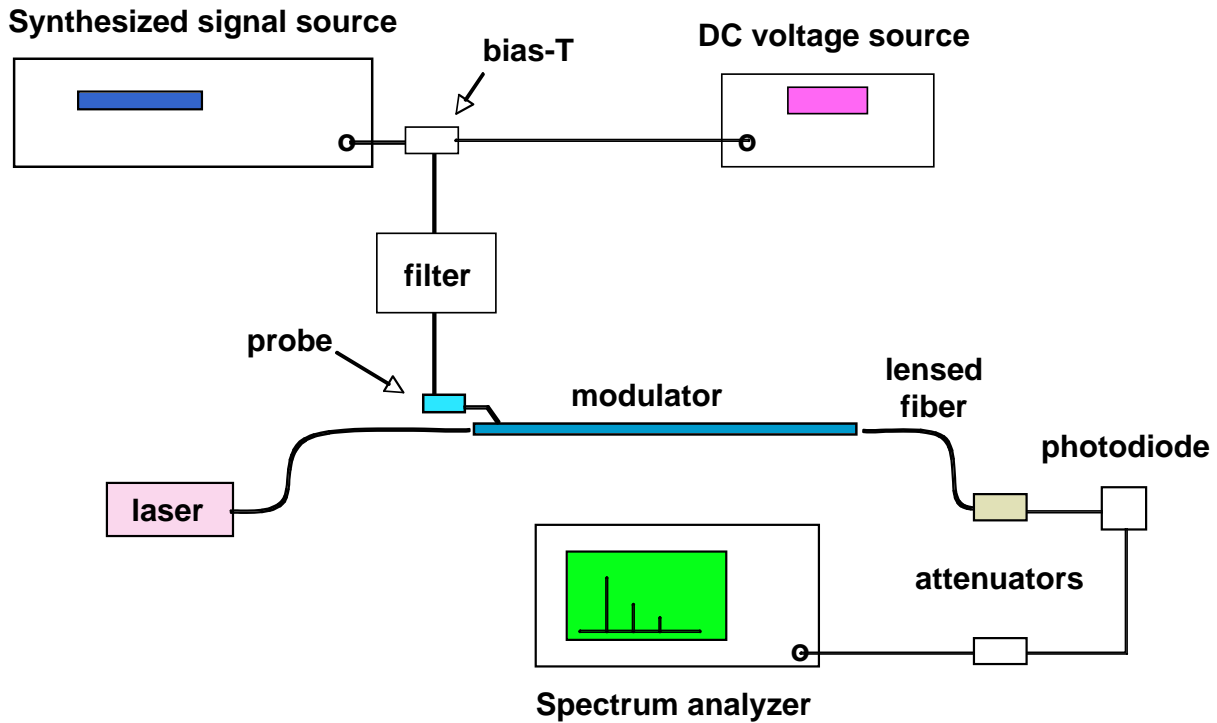 Synthesized signal source
DC voltage source
bias-T
filter
probe
modulator
lensed
fiber
photodiode
laser
attenuators
Spectrum analyzer